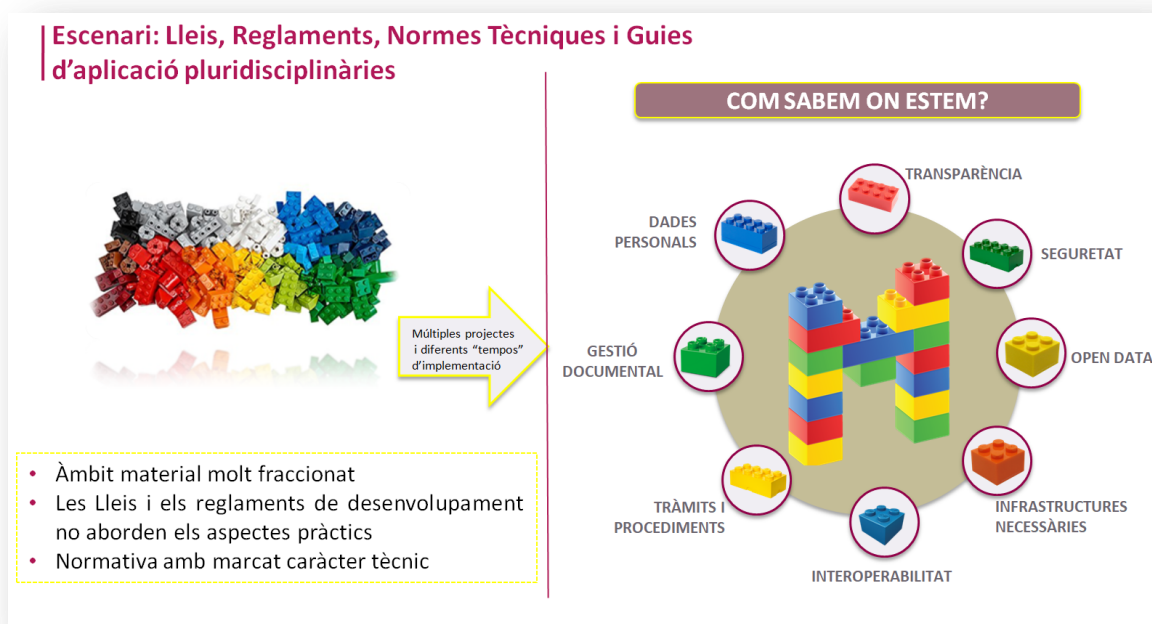 Escenari: Lleis, Reglaments, Normes Tècniques i Guies
d’aplicació pluridisciplinàries
Múltiples projectes
i diferents “tempos”
d’implementació
• Àmbit material molt fraccionat
• Les Lleis i els reglaments de desenvolupament
no aborden els aspectes pràctics
• Normativa amb marcat caràcter tècnic
COM SABEM ON ESTEM?
TRANSPARÈNCIA
SEGURETAT
OPEN DATA
INFRASTRUCTURES
NECESSÀRIES
INTEROPERABILITAT
TRÀMITS I
PROCEDIMENTS
GESTIÓ
DOCUMENTAL
DADES
PERSONALS